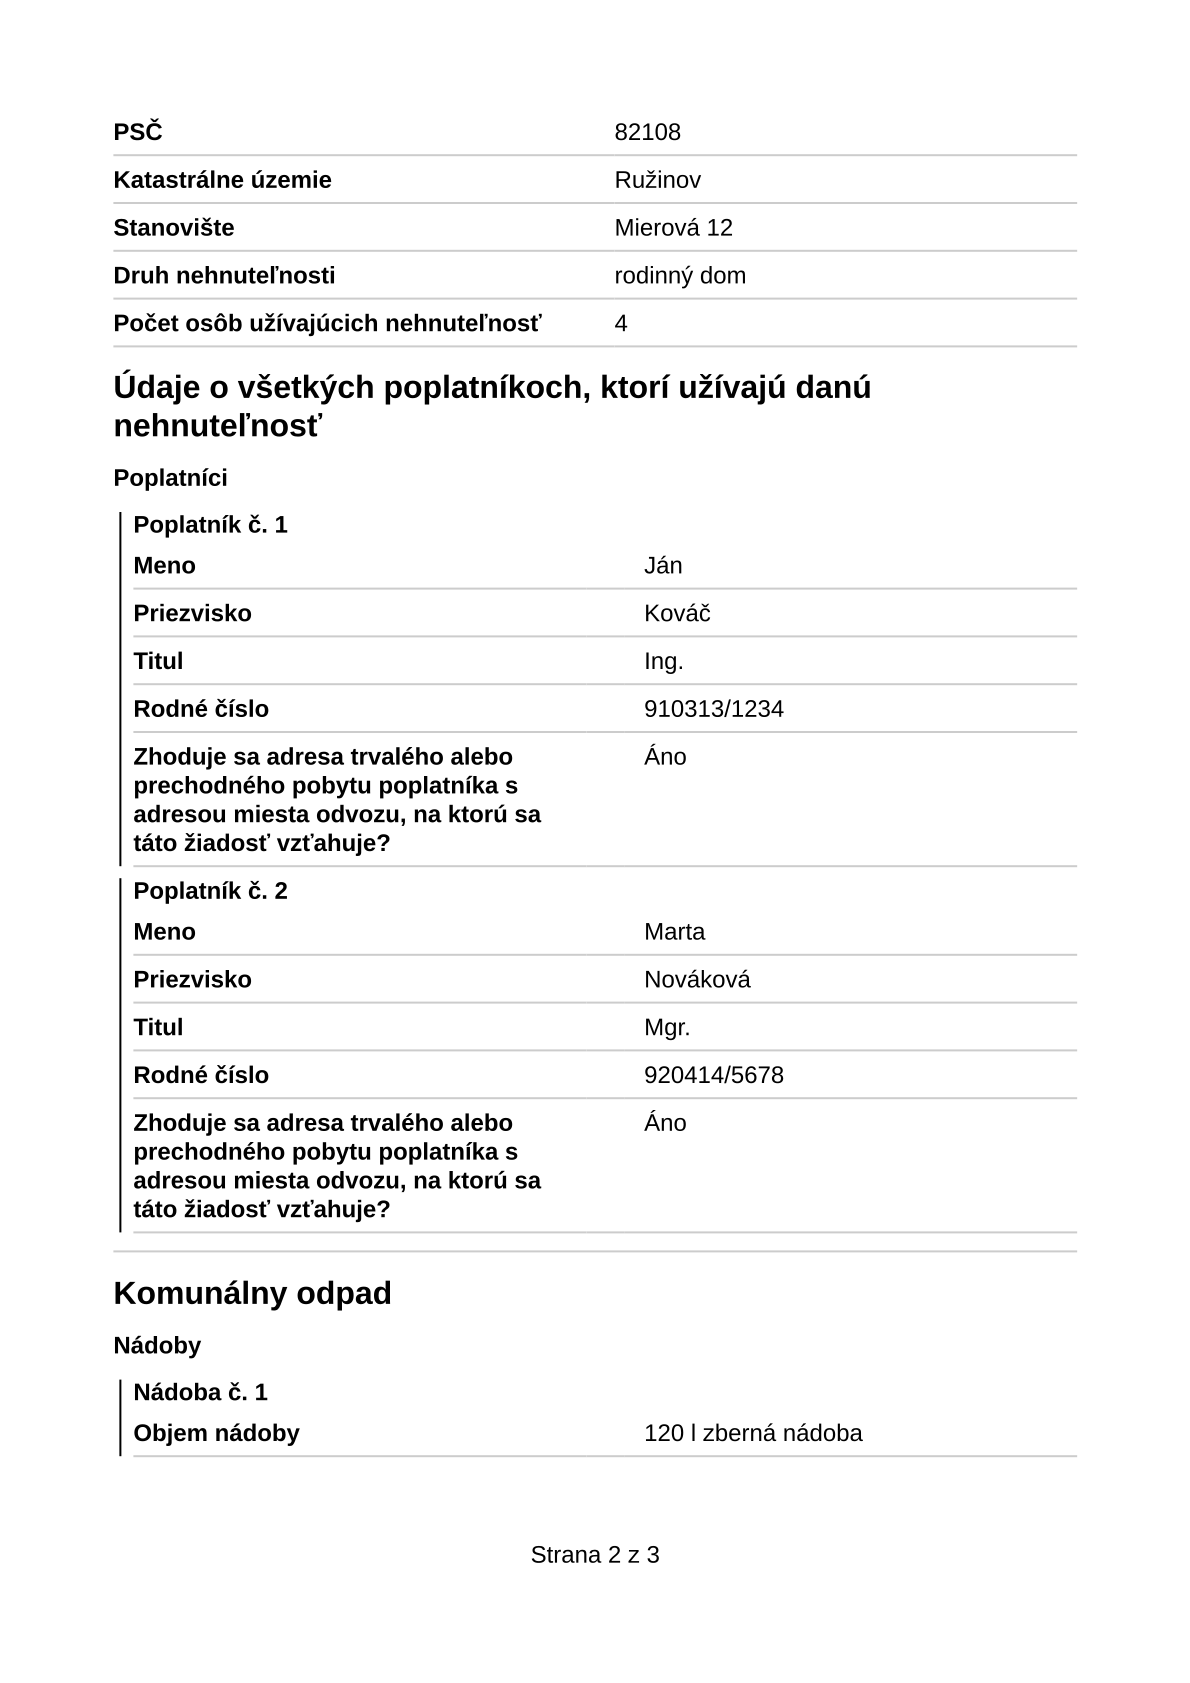 PSČ 82108
Katastrálne územie Ružinov
Stanovište Mierová 12
Druh nehnuteľnosti rodinný dom
Počet osôb užívajúcich nehnuteľnosť 4
Údaje o všetkých poplatníkoch, ktorí užívajú danú
nehnuteľnosť
Poplatníci
Poplatník č. 1
Meno Ján
Priezvisko Kováč
Titul Ing.
Rodné číslo 910313/1234
Zhoduje sa adresa trvalého alebo Áno
prechodného pobytu poplatníka s
adresou miesta odvozu, na ktorú sa
táto žiadosť vzťahuje?
Poplatník č. 2
Meno Marta
Priezvisko Nováková
Titul Mgr.
Rodné číslo 920414/5678
Zhoduje sa adresa trvalého alebo Áno
prechodného pobytu poplatníka s
adresou miesta odvozu, na ktorú sa
táto žiadosť vzťahuje?
Komunálny odpad
Nádoby
Nádoba č. 1
Objem nádoby 120 l zberná nádoba
Strana 2 z 3